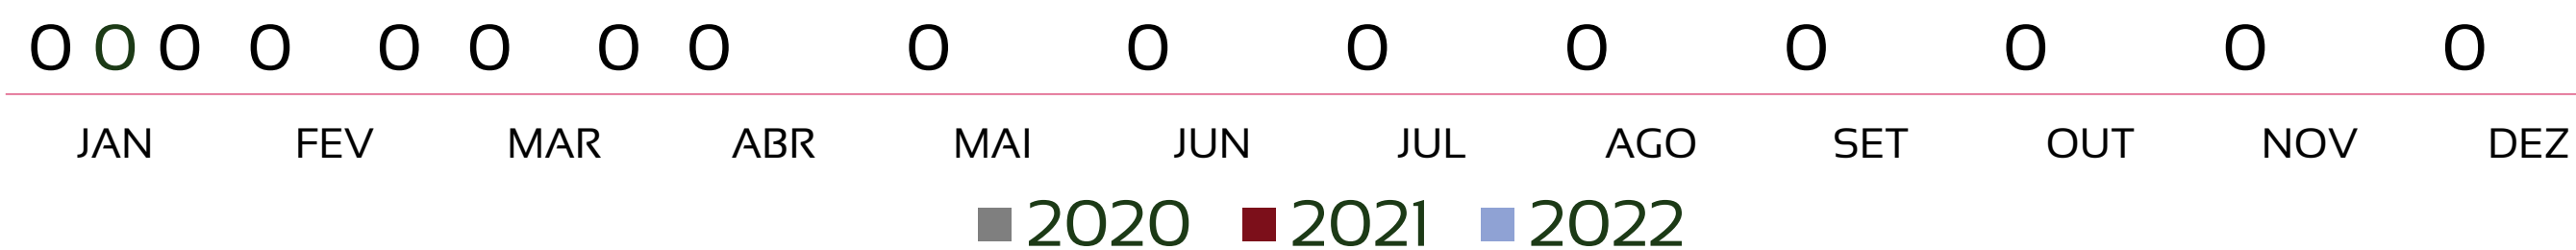 0 0 0 0 0 0 0 0 0 0 0 0 0 0 0 0
JAN FEV MAR ABR MAI JUN JUL AGO SET OUT NOV DEZ
2020 2021 2022